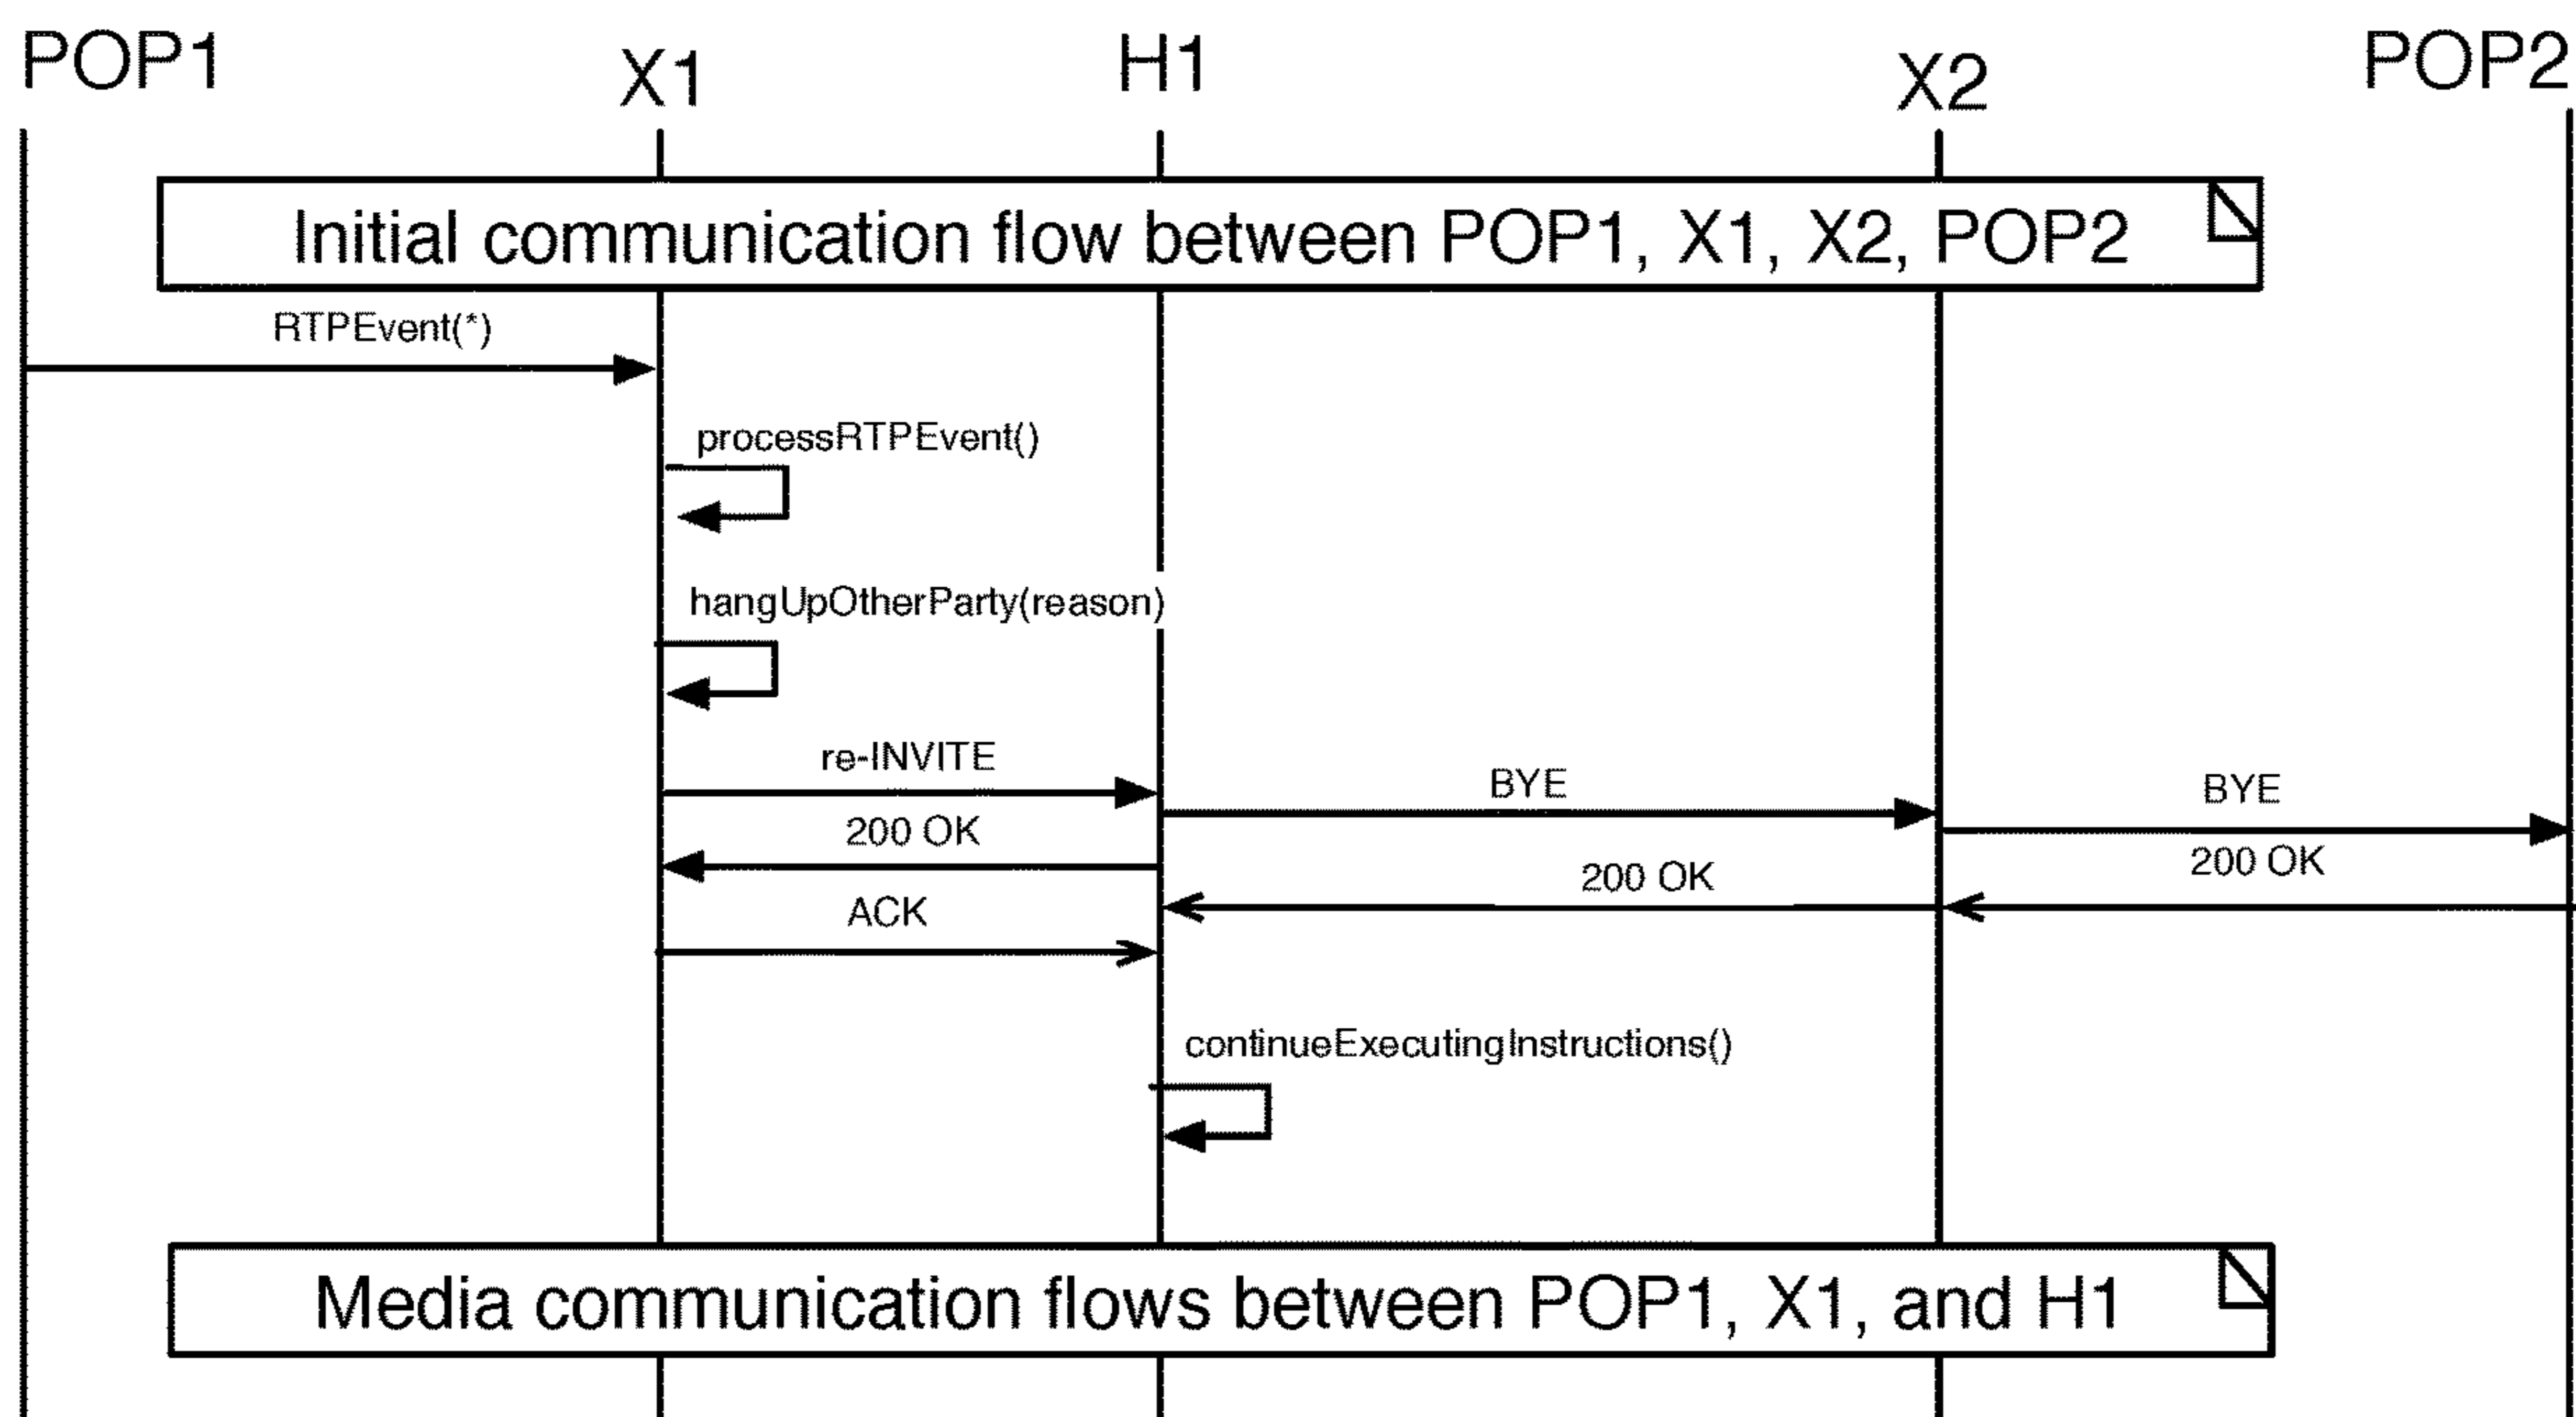 POP1
X1
H1
X2
POP2
Initial communication flow between POP1, X1, X2, POP2
RTPEvent(*)
processRTPEvent()
hangUpOtherParty(reason)
re-INVITE
BYE
BYE
200 OK
200 OK
200 OK
ACK
continueExecutingInstructions()
Media communication flows between POP1, X1, and H1